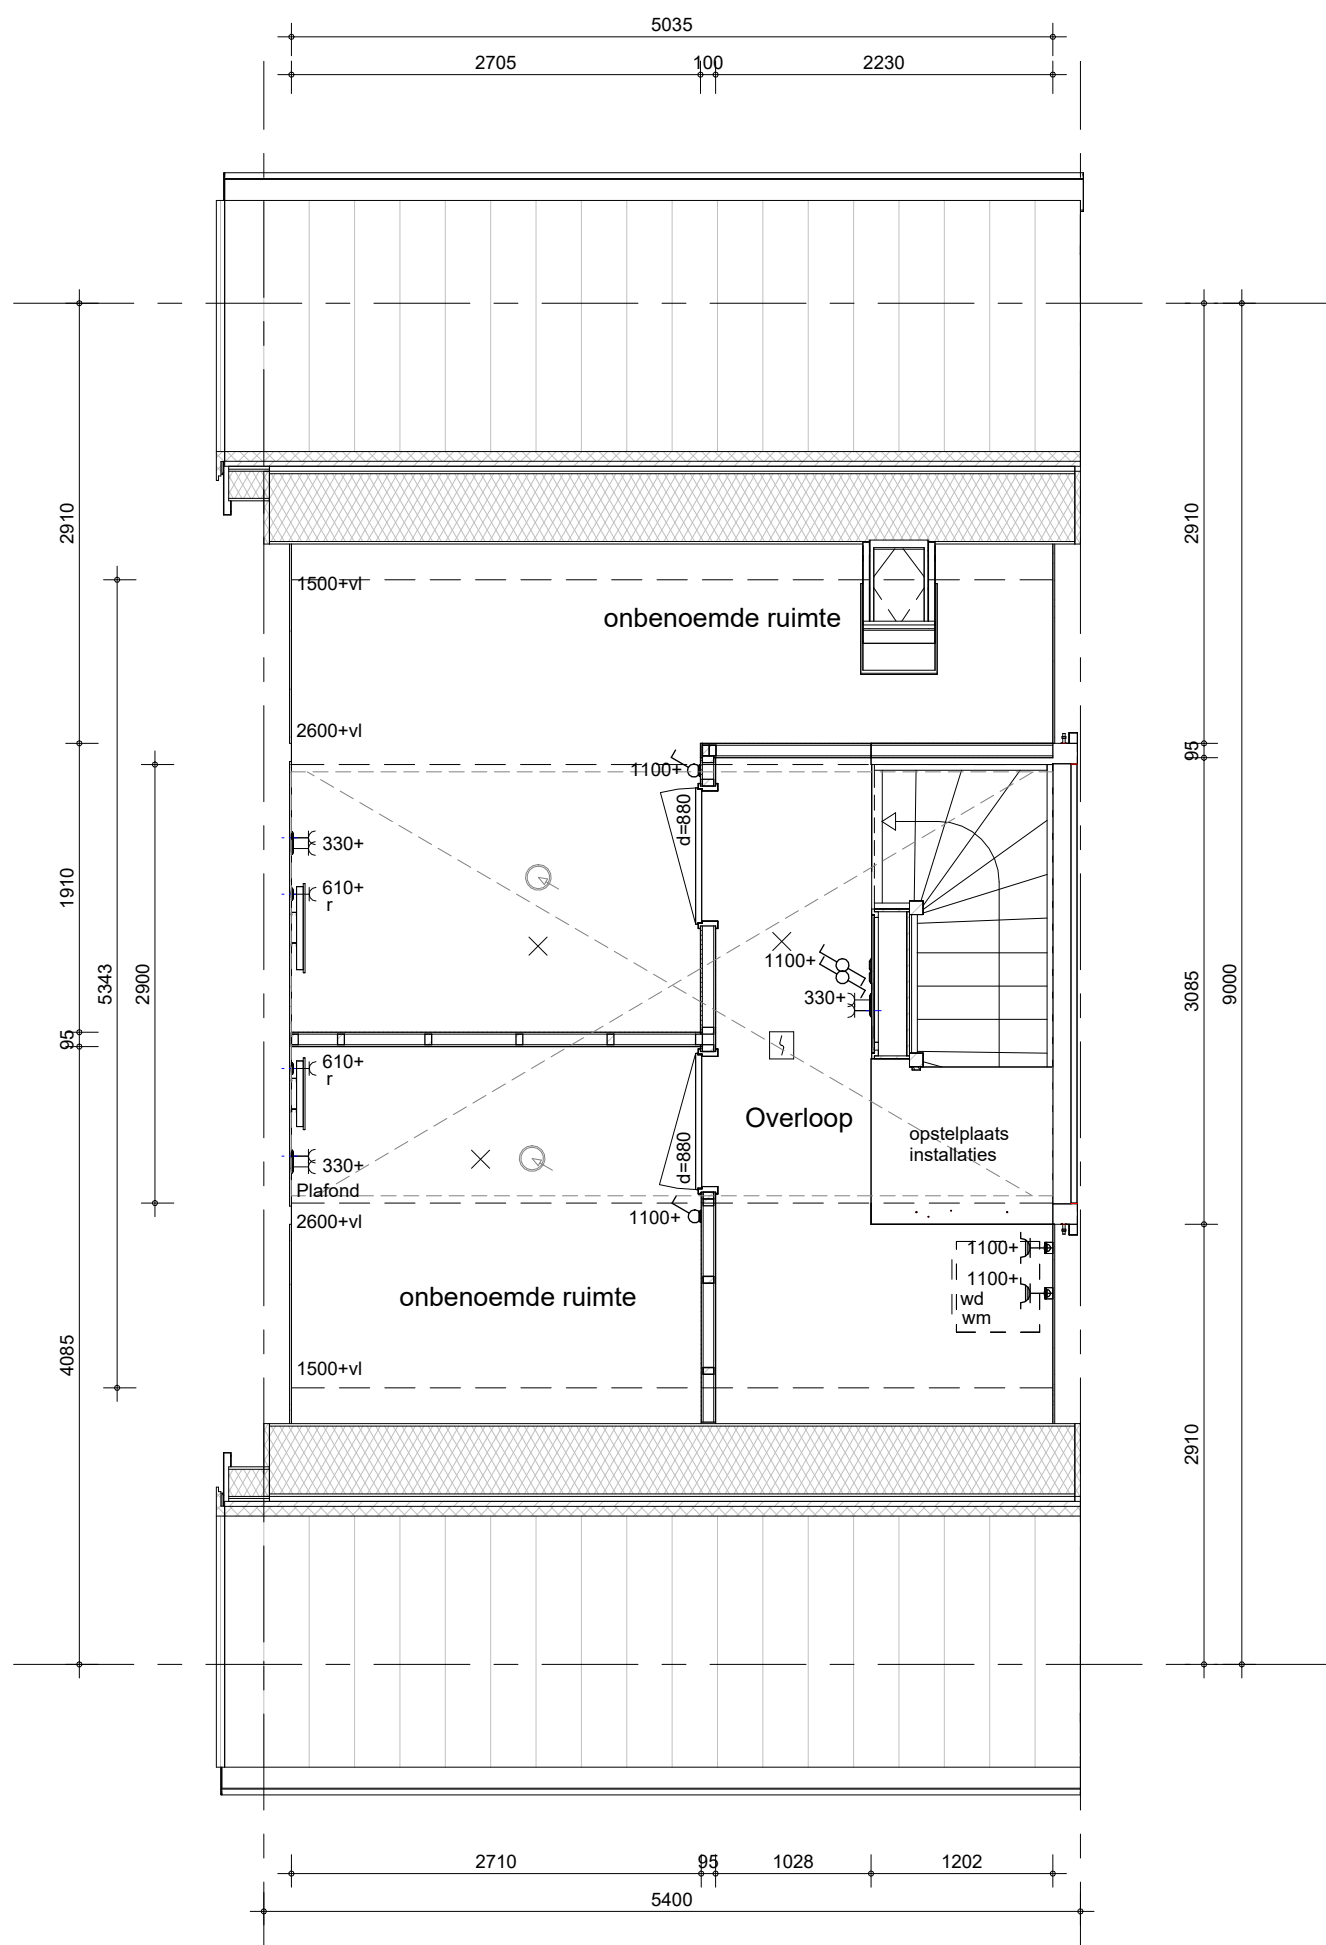 5035
2705
100
2230
1500+vl
onbenoemde ruimte
2600+vl
1100+
d=880
330+
610+
r
1100+
330+
610+
r
Overloop
opstelplaats
installaties
330+
d=880
Plafond
2600+vl
1100+
1100+
1100+
wd
wm
onbenoemde ruimte
1500+vl
2910
1910
95
4085
5343
2900
2910
95
3085
2910
9000
2710
95
1028
1202
5400